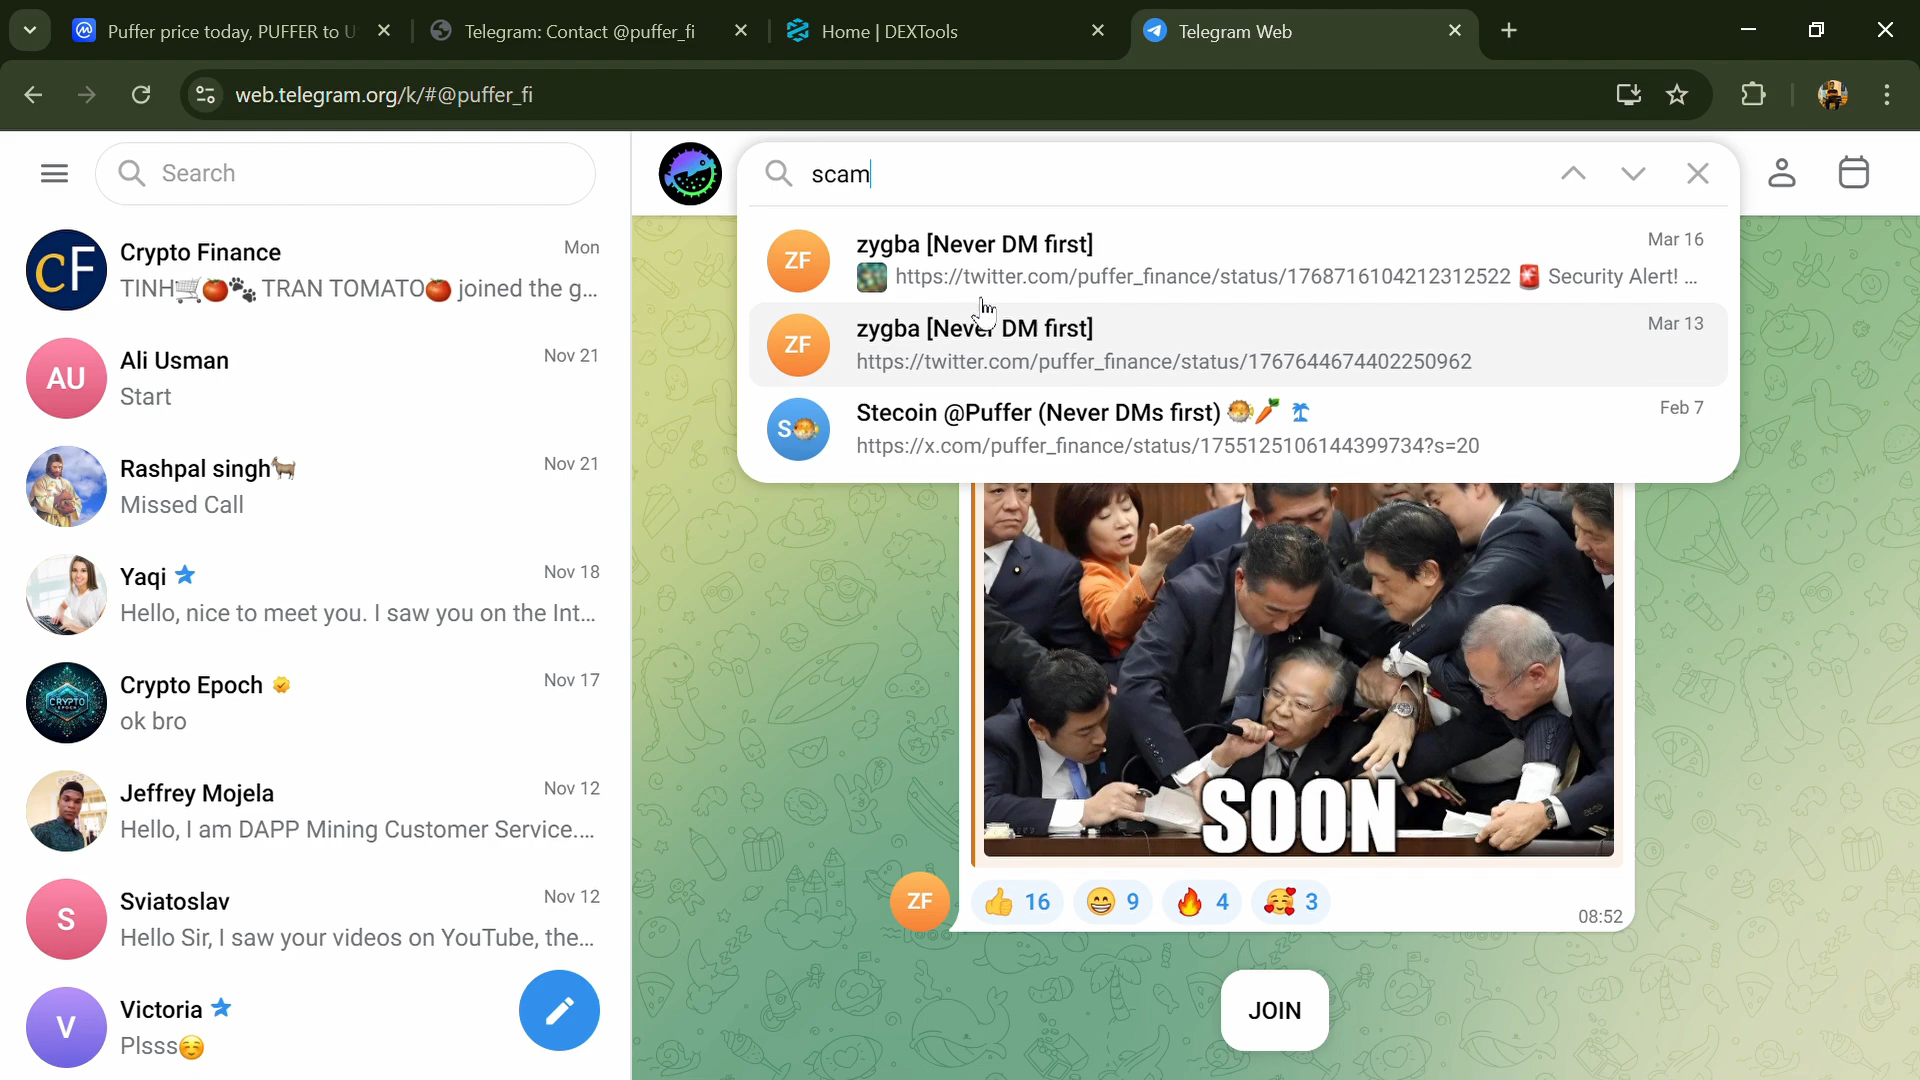 Puffer price today, PUFFER to U
Telegram: Contact @puffer_fi
Home | DEXTools
Telegram Web
web.telegram.org/k/#@puffer_fi
Search
Crypto Finance
Mon
TINH🛒🍅🐾 TRAN TOMATO🍅 joined the g...
AU
Ali Usman
Nov 21
Start
Rashpal singh🐐
Nov 21
Missed Call
Yaqi
Nov 18
Hello, nice to meet you. I saw you on the Int...
Crypto Epoch
Nov 17
ok bro
Jeffrey Mojela
Nov 12
Hello, I am DAPP Mining Customer Service....
S
Sviatoslav
Nov 12
Hello Sir, I saw your videos on YouTube, the...
V
Victoria
Plsss☺️
scam
ZF
zygba [Never DM first]
Mar 16
https://twitter.com/puffer_finance/status/1768716104212312522 🚨 Security Alert! ...
ZF
zygba [Never DM first]
Mar 13
https://twitter.com/puffer_finance/status/1767644674402250962
S🐡
Stecoin @Puffer (Never DMs first) 🐡🥕 🏝
Feb 7
https://x.com/puffer_finance/status/1755125106144399734?s=20
SOON
ZF
👍 16
😁 9
🔥 4
🥰 3
08:52
JOIN